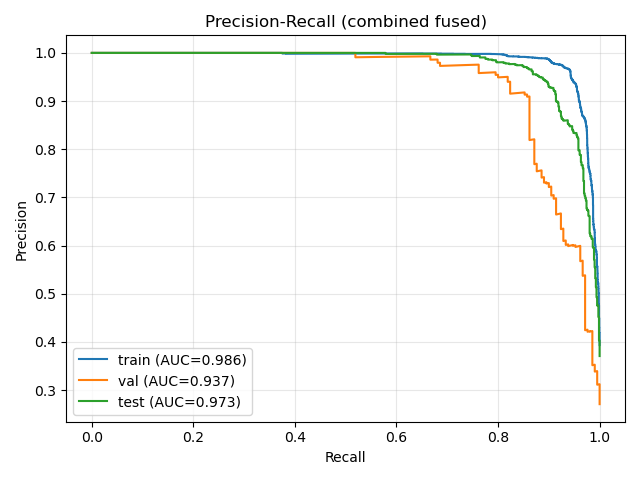 Precision-Recall (combined fused)
1.0
0.9
0.8
0.7
0.6
0.5
0.4
0.3
Precision
train (AUC=0.986)
val (AUC=0.937)
test (AUC=0.973)
0.0 0.2 0.4 0.6 0.8 1.0
Recall